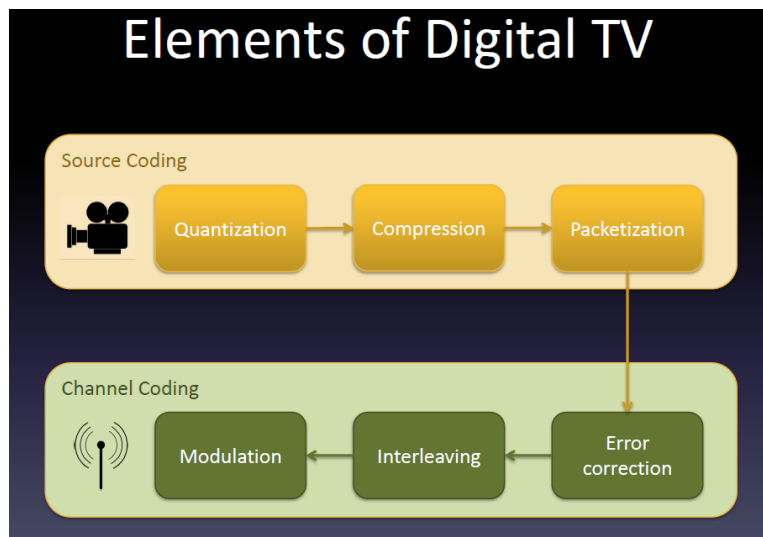 Elements of Digital TV
Source Coding
Quantization
Compression
Packetization
Channel Coding
Modulation
Interleaving
Error
correction